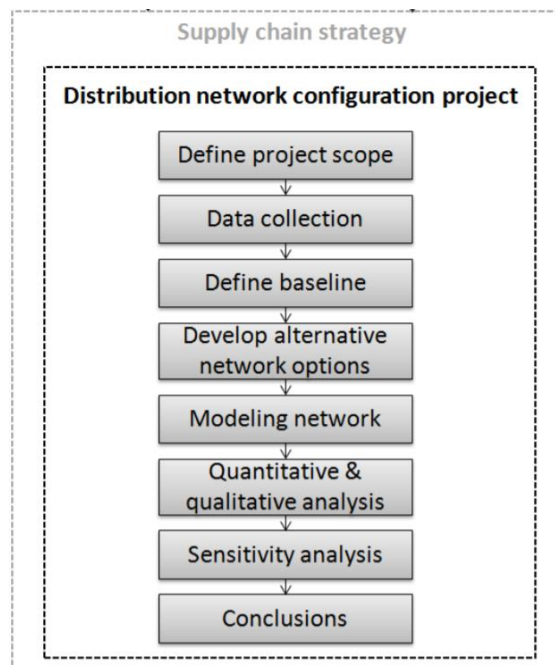 Supply chain strategy
Distribution network configuration project
Define project scope
Data collection
Define baseline
Develop alternative
network options
Modeling network
Quantitative &
qualitative analysis
Sensitivity analysis
Conclusions